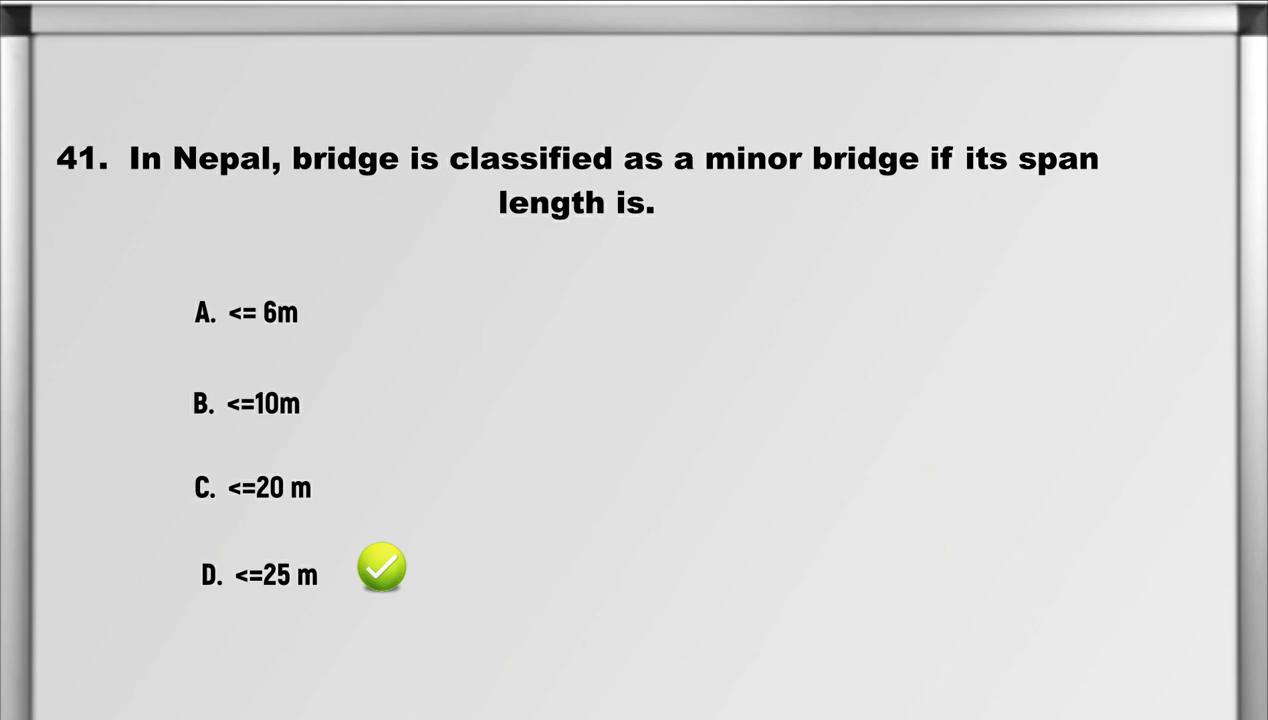 41. In Nepal, bridge is classified as a minor bridge if its span
length is.
A. <= 6m
B. <=10m
C. <=20 m
D. <=25 m